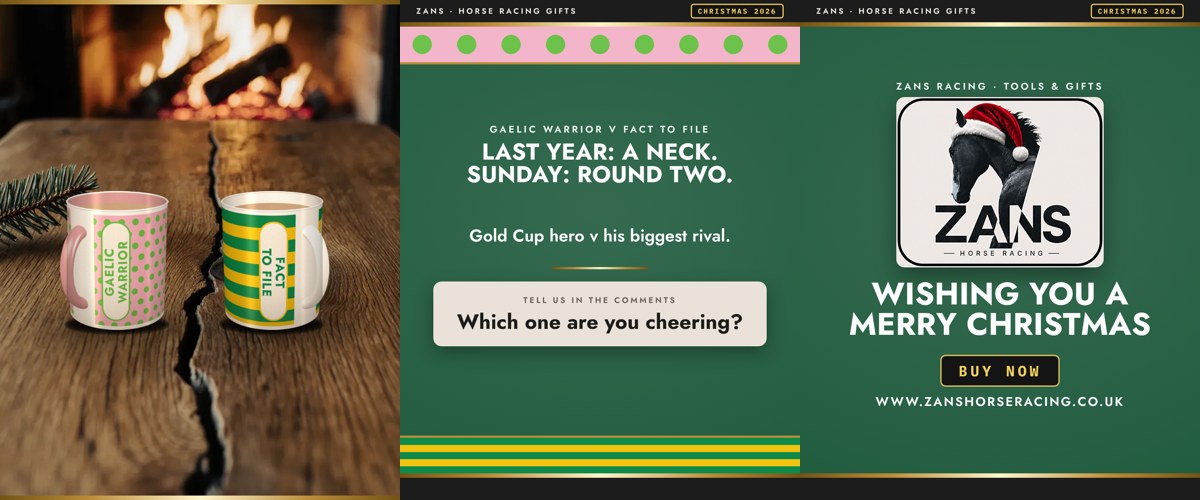 GAELIC
WARRIOR
FACT
TO FILE
ZANS · HORSE RACING GIFTS
CHRISTMAS 2026
GAELIC WARRIOR V FACT TO FILE
LAST YEAR: A NECK.
SUNDAY: ROUND TWO.
Gold Cup hero v his biggest rival.
TELL US IN THE COMMENTS
Which one are you cheering?
ZANS · HORSE RACING GIFTS
CHRISTMAS 2026
ZANS RACING · TOOLS & GIFTS
ZANS
HORSE RACING
WISHING YOU A
MERRY CHRISTMAS
BUY NOW
WWW.ZANSHORSERACING.CO.UK